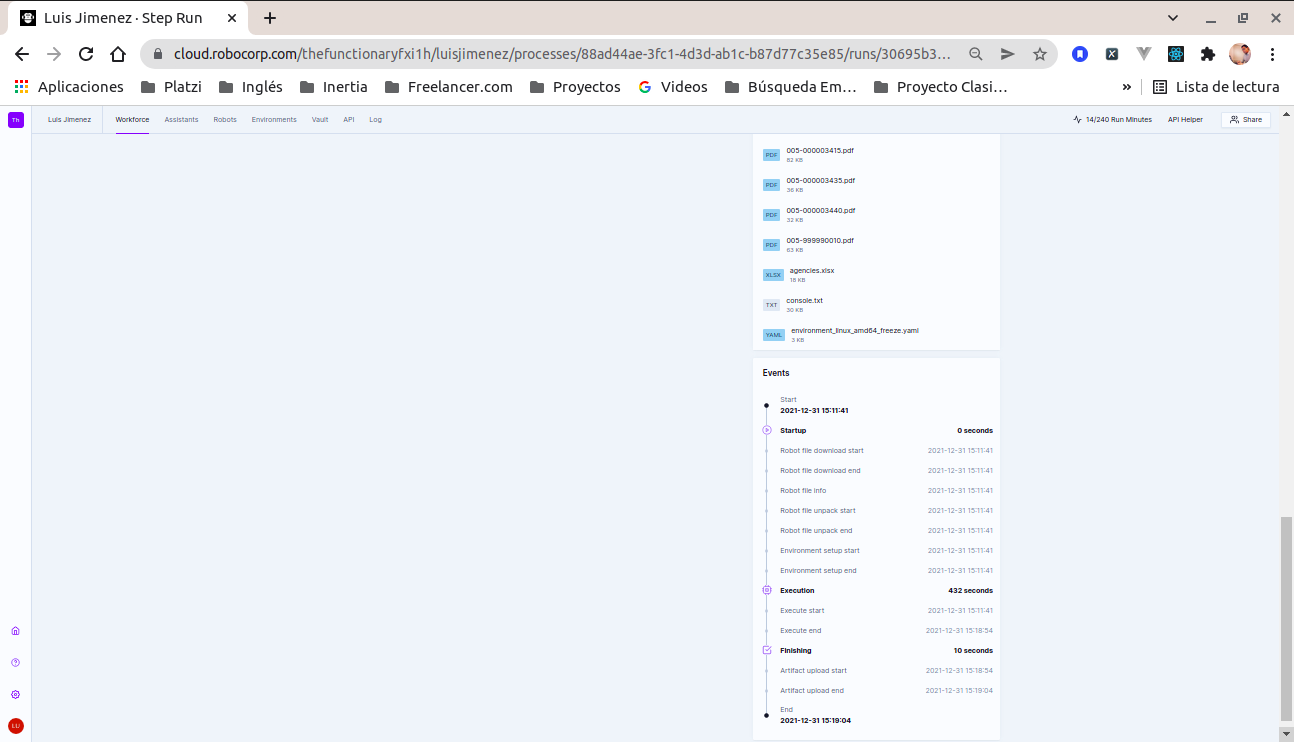 Luis Jimenez · Step Run
cloud.robocorp.com/thefunctionaryfxi1h/luisjimenez/processes/88ad44ae-3fc1-4d3d-ab1c-b87d77c35e85/runs/30695b3...
Aplicaciones Platzi Inglés Inertia Freelancer.com Proyectos Videos Búsqueda Em... Proyecto Clasi... » Lista de lectura
Th Luis Jimenez Workforce Assistants Robots Environments Vault API Log 14/240 Run Minutes API Helper Share
PDF 005-000003415.pdf
82 KB
PDF 005-000003435.pdf
36 KB
PDF 005-000003440.pdf
32 KB
PDF 005-999990010.pdf
63 KB
XLSX agencies.xlsx
18 KB
TXT console.txt
30 KB
YAML environment_linux_amd64_freeze.yaml
3 KB
Events
Start
2021-12-31 15:11:41
Startup 0 seconds
Robot file download start 2021-12-31 15:11:41
Robot file download end 2021-12-31 15:11:41
Robot file info 2021-12-31 15:11:41
Robot file unpack start 2021-12-31 15:11:41
Robot file unpack end 2021-12-31 15:11:41
Environment setup start 2021-12-31 15:11:41
Environment setup end 2021-12-31 15:11:41
Execution 432 seconds
Execute start 2021-12-31 15:11:41
Execute end 2021-12-31 15:18:54
Finishing 10 seconds
Artifact upload start 2021-12-31 15:18:54
Artifact upload end 2021-12-31 15:19:04
End
2021-12-31 15:19:04
LU